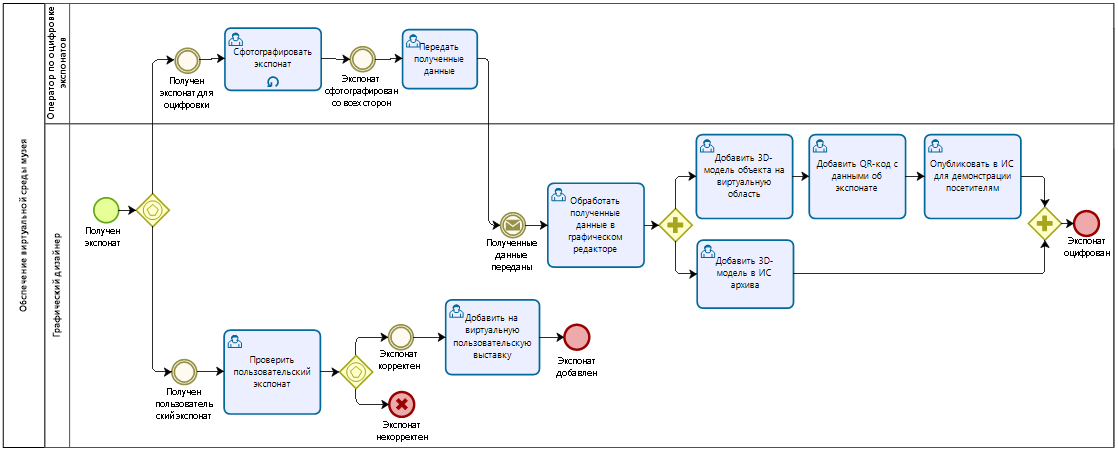 Обспечение виртуальной среды музея
Оператор по оцифровке
экспонатов
Графический дизайнер
Получен
экспонат для
оцифровки
Сфотографировать
экспонат
Экспонат
сфотографирован
со всех сторон
Передать
полученные
данные
Получен
экспонат
Полученные
данные
переданы
Обработать
полученные
данные в
графическом
редакторе
Добавить 3D-
модель объекта на
виртуальную
область
Добавить QR-код с
данными об
экспонате
Опубликовать в ИС
для демонстрации
посетителям
Добавить 3D-
модель в ИС
архива
Экспонат
оцифрован
Получен
пользователь
ский экспонат
Проверить
пользовательский
экспонат
Экспонат
корректен
Добавить на
виртуальную
пользовательскую
выставку
Экспонат
добавлен
Экспонат
некорректен